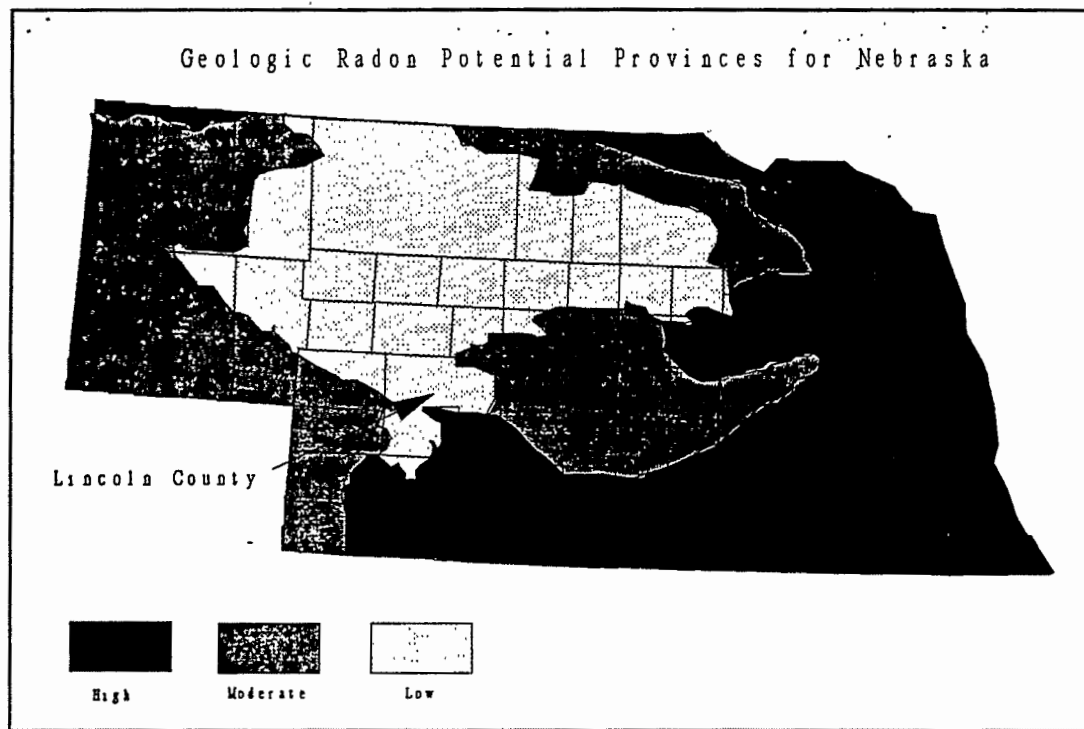 Geologic Radon Potential Provinces for Nebraska
Lincoln County
High
Moderate
Low